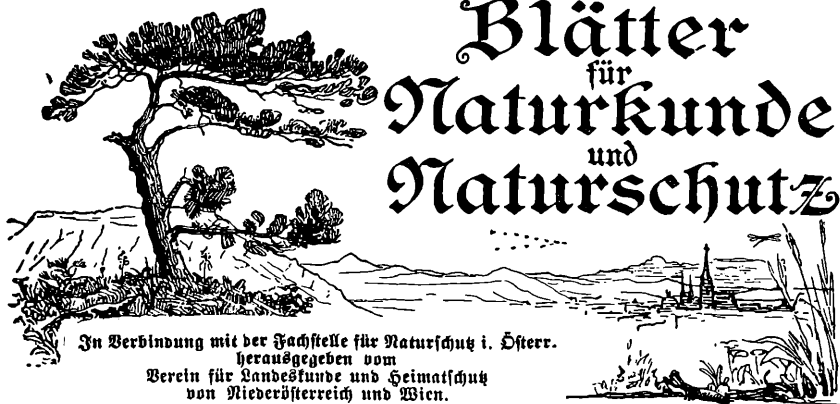 Blätter
für
Naturkunde
und
Naturschutz
In Verbindung mit der Fachstelle für Naturschutz i. Österr.
herausgegeben vom
Verein für Landeskunde und Heimatschutz
von Niederösterreich und Wien.